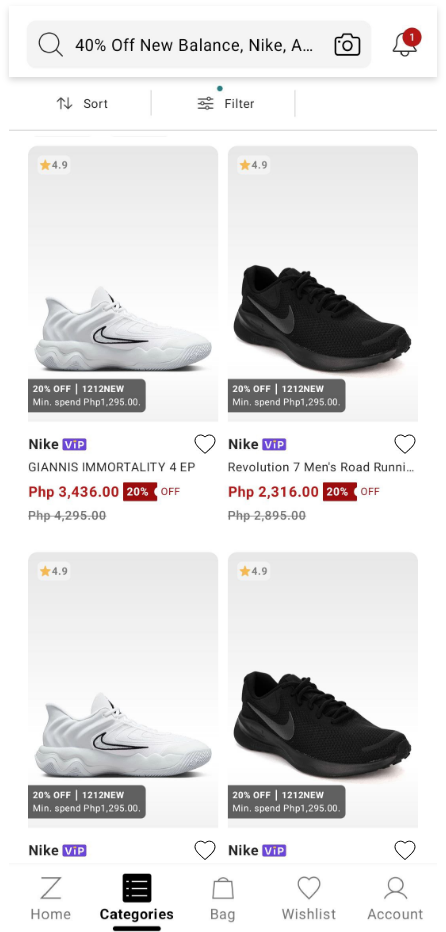 40% Off New Balance, Nike, A...
1
Sort
Filter
4.9
4.9
20% OFF | 1212NEW
Min. spend Php1,295.00.
20% OFF | 1212NEW
Min. spend Php1,295.00.
Nike ViP
Nike ViP
GIANNIS IMMORTALITY 4 EP
Revolution 7 Men's Road Runni...
Php 3,436.00 20% OFF
Php 2,316.00 20% OFF
Php 4,295.00
Php 2,895.00
4.9
4.9
20% OFF | 1212NEW
Min. spend Php1,295.00.
20% OFF | 1212NEW
Min. spend Php1,295.00.
Nike ViP
Nike ViP
Home
Categories
Bag
Wishlist
Account